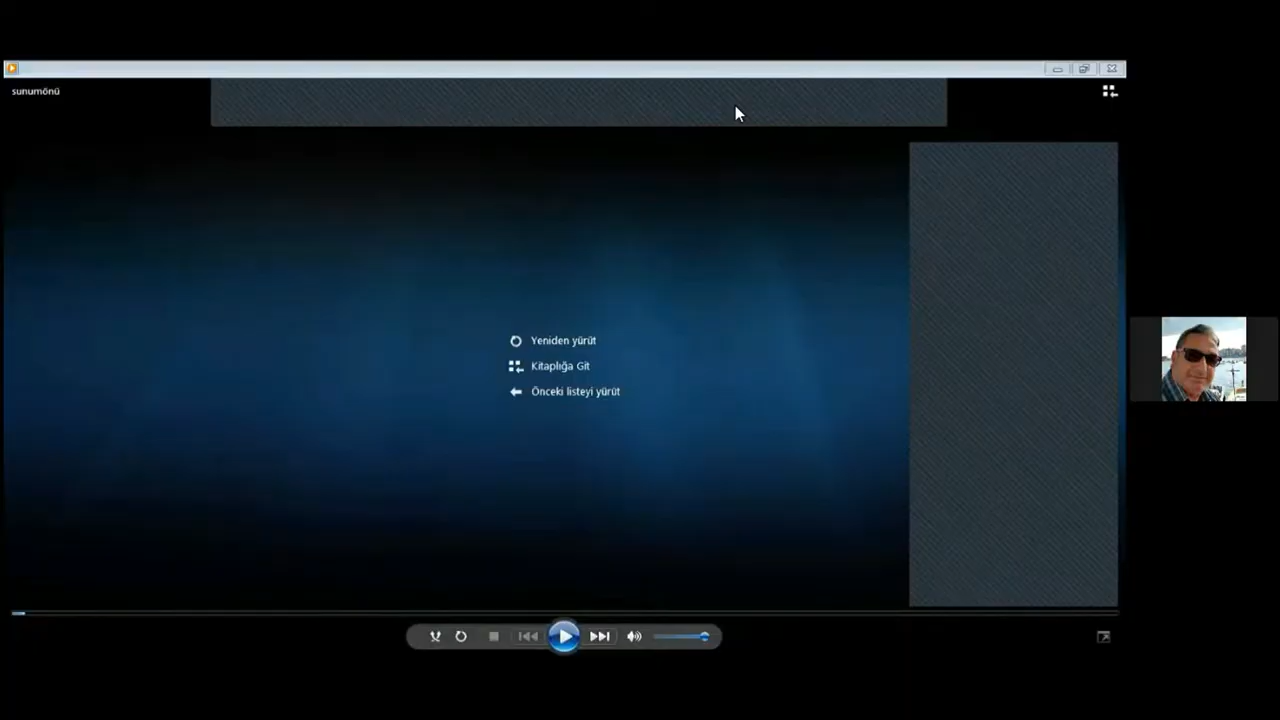 sunumönü
Yeniden yürüt
Kitaplığa Git
Önceki listeyi yürüt